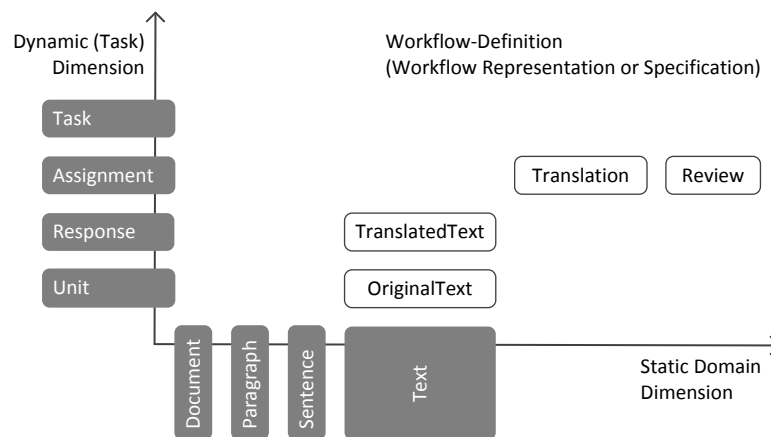 Dynamic (Task)
Dimension
Workflow-Definition
(Workflow Representation or Specification)
Task
Assignment
Translation
Review
Response
TranslatedText
Unit
OriginalText
Document
Paragraph
Sentence
Text
Static Domain
Dimension